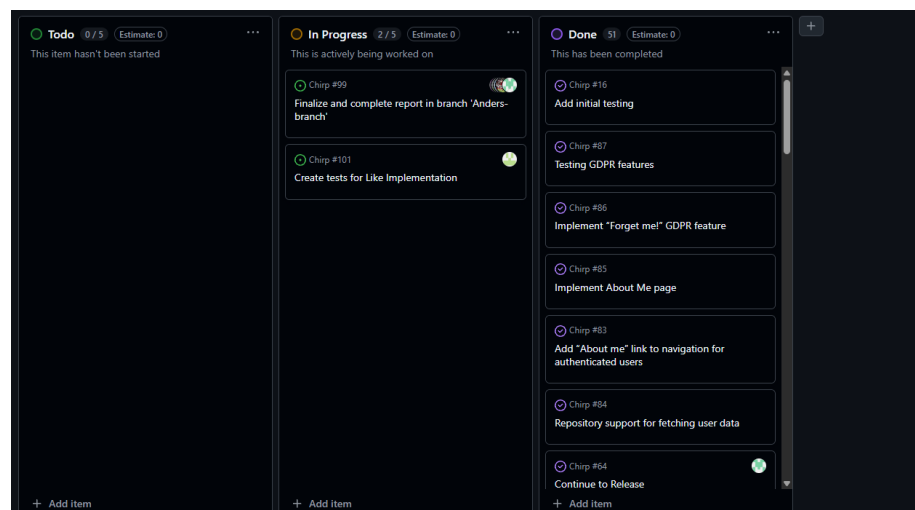 Todo 0 / 5 Estimate: 0 ···
This item hasn't been started
+ Add item
In Progress 2 / 5 Estimate: 0 ···
This is actively being worked on
Chirp #99
Finalize and complete report in branch 'Anders-
branch'
Chirp #101
Create tests for Like Implementation
+ Add item
Done 51 Estimate: 0 ···
This has been completed
Chirp #16
Add initial testing
Chirp #87
Testing GDPR features
Chirp #86
Implement "Forget me!" GDPR feature
Chirp #85
Implement About Me page
Chirp #83
Add "About me" link to navigation for
authenticated users
Chirp #84
Repository support for fetching user data
Chirp #64
Continue to Release
+ Add item
+